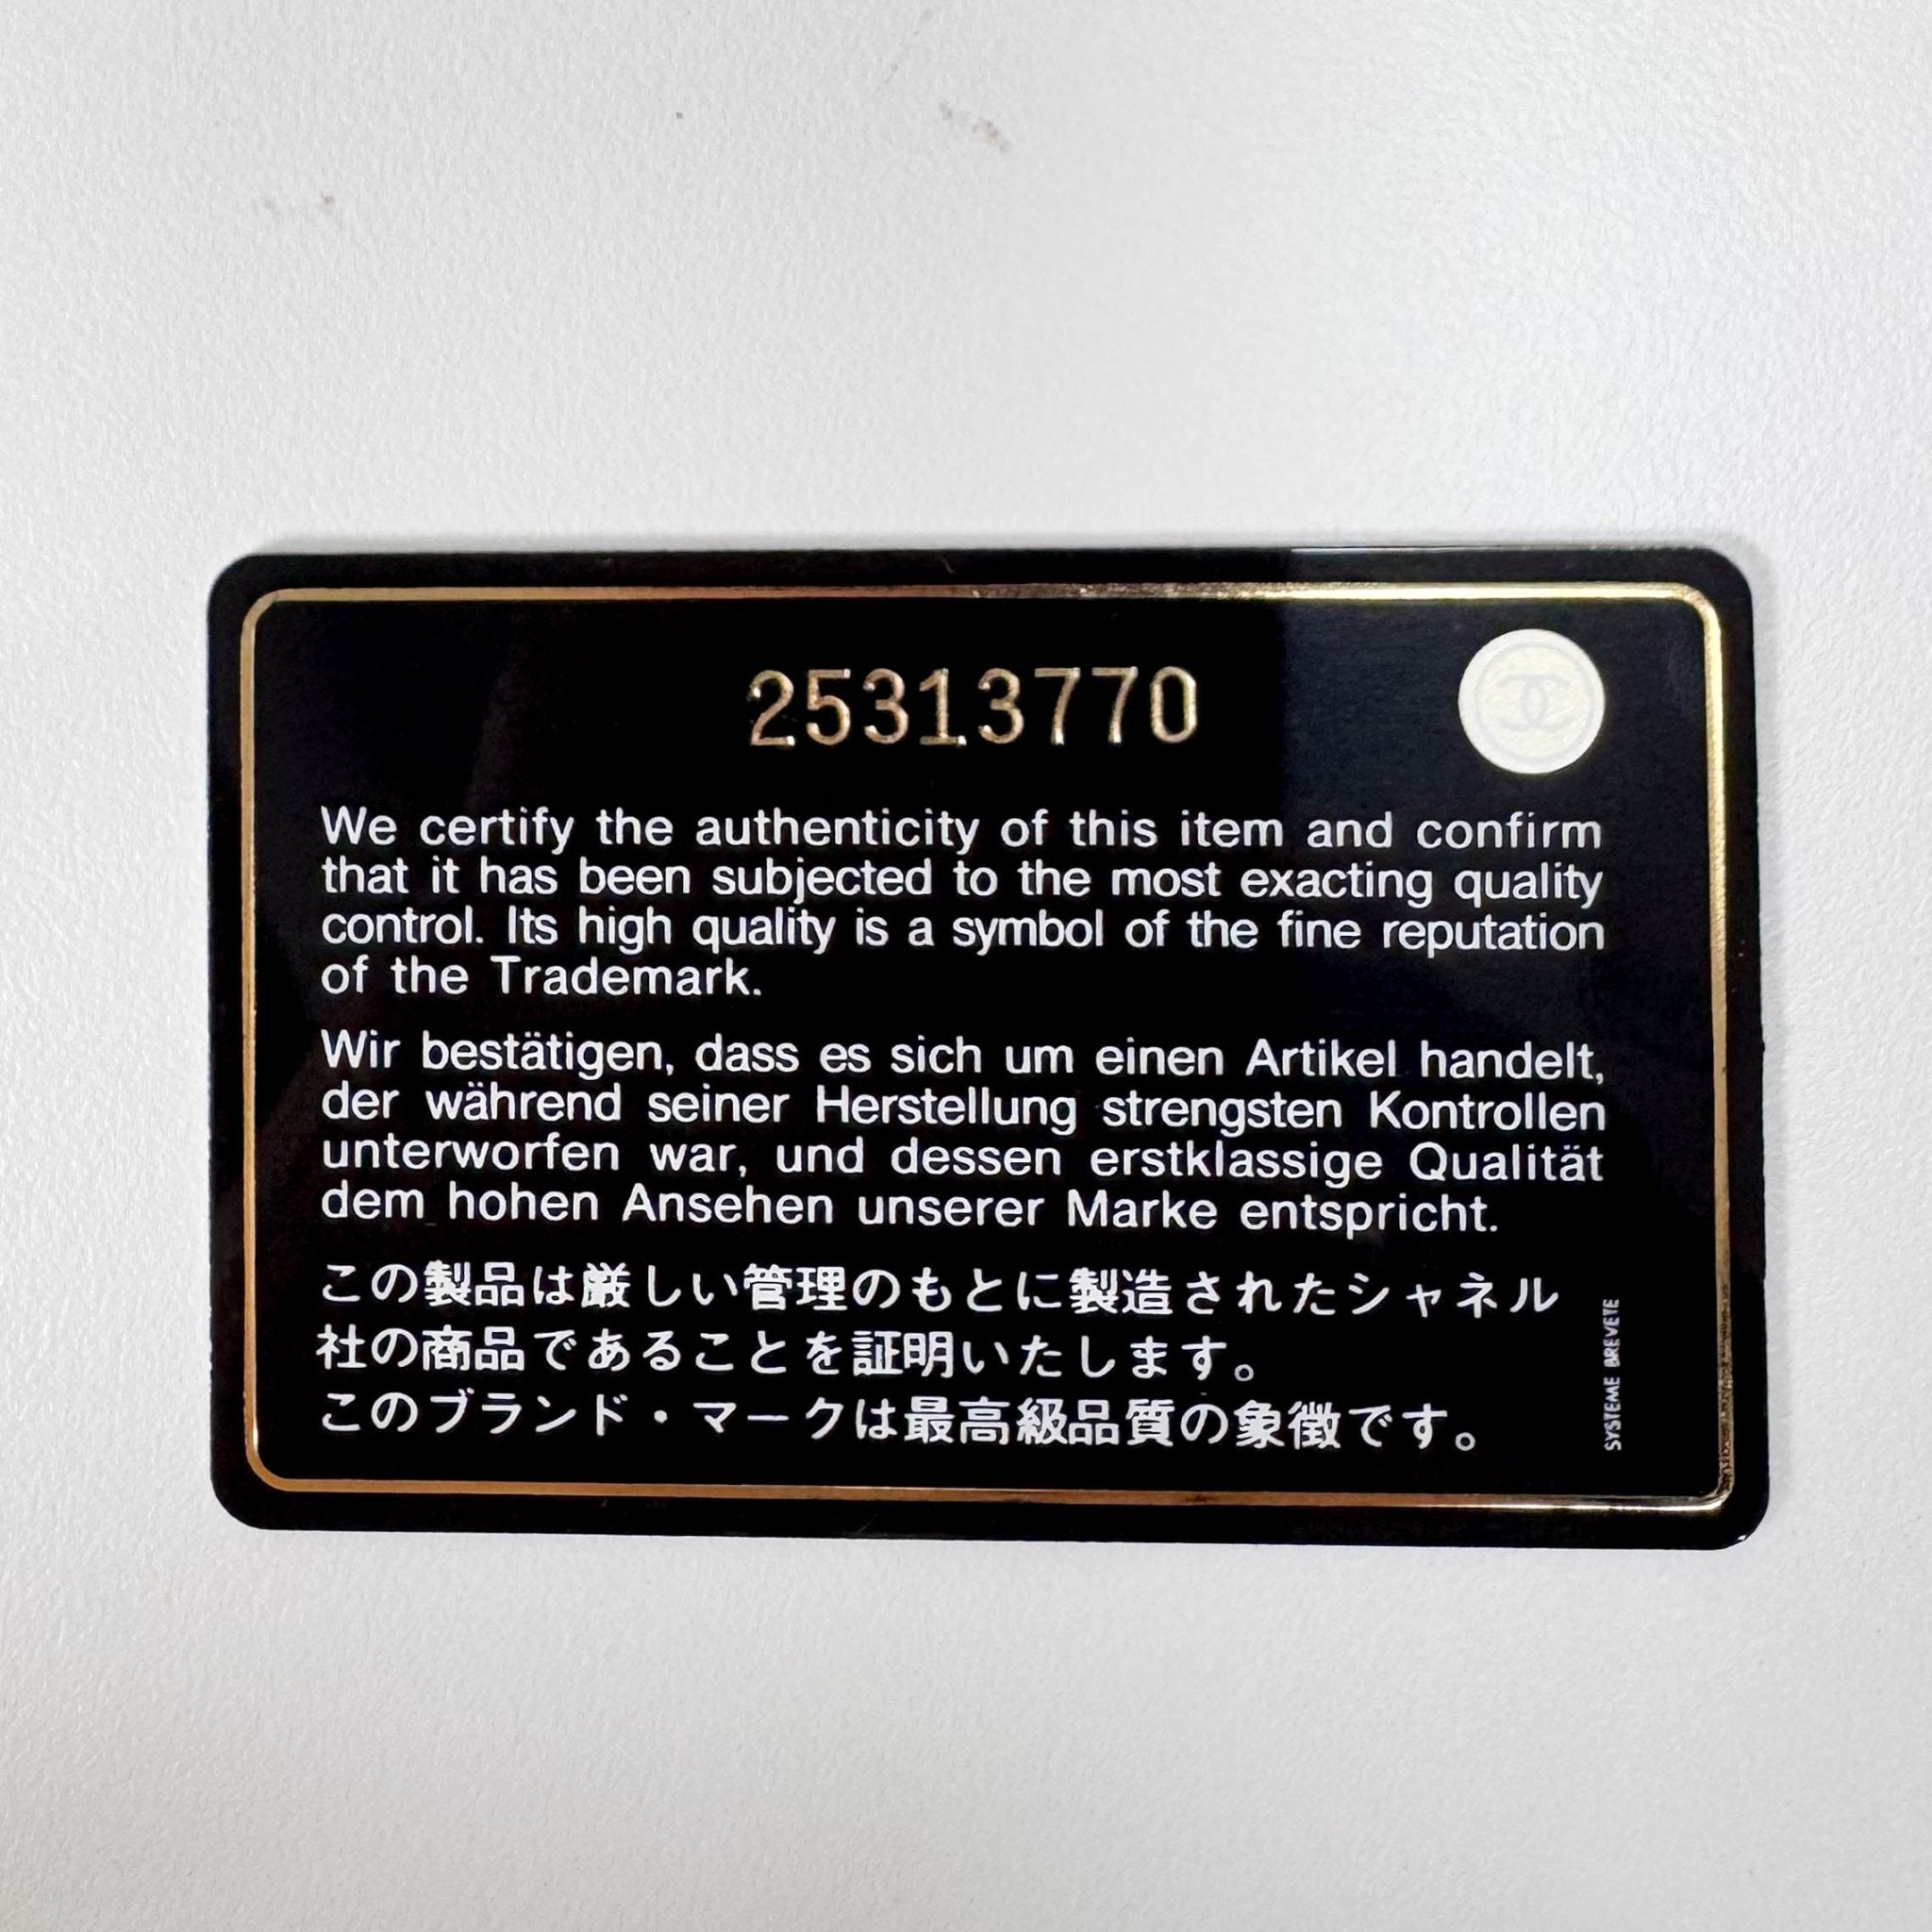 25313770
We certify the authenticity of this item and confirm
that it has been subjected to the most exacting quality
control. Its high quality is a symbol of the fine reputation
of the Trademark.
Wir bestätigen, dass es sich um einen Artikel handelt,
der während seiner Herstellung strengsten Kontrollen
unterworfen war, und dessen erstklassige Qualität
dem hohen Ansehen unserer Marke entspricht.
この製品は厳しい管理のもとに製造されたシャネル
社の商品であることを証明いたします。
このブランド・マークは最高級品質の象徴です。
SYSTEME BREVETE